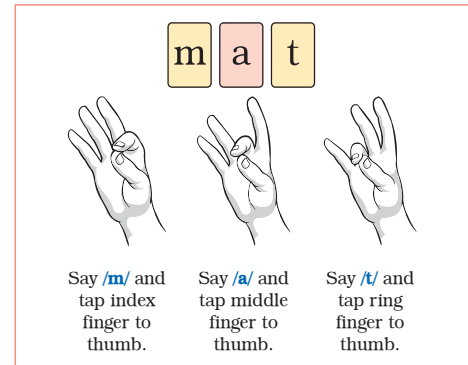 m a t
Say /m/ and
tap index
finger to
thumb.
Say /a/ and
tap middle
finger to
thumb.
Say /t/ and
tap ring
finger to
thumb.